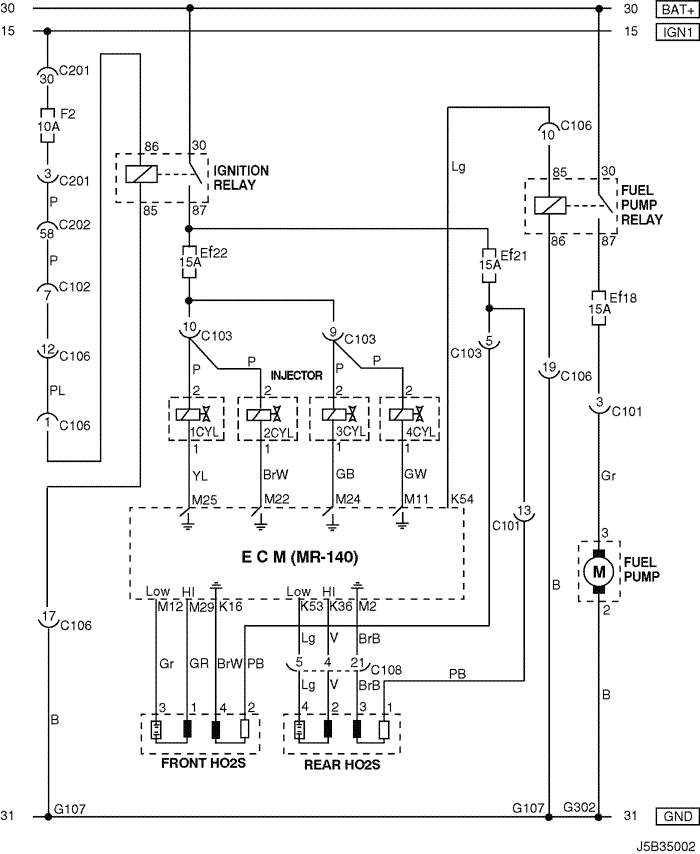 30 30 BAT+
15 15 IGN1
C201
30
F2
10A
3
C201
P
C202
58
P
7
C102
12
C106
PL
1
C106
86 30
IGNITION
RELAY
85 87
Ef22
15A
Lg
C106
10
85 30
FUEL
PUMP
RELAY
86 87
Ef21
15A
Ef18
15A
10
C103
9
C103
5
C103
P P P P
INJECTOR
2 2 2 2
1CYL 2CYL 3CYL 4CYL
1 1 1 1
YL BrW GB GW
M25 M22 M24 M11 K54
19
C106
3
C101
Gr
13
C101
E C M (MR-140)
3
FUEL
PUMP
M
2
Low HI Low HI
M12 M29 K16 K53 K36 M2
B
17
C106
Lg V BrB
5 4 21
C108
Gr GR BrW PB
Lg V BrB
PB
B
B
3 1 4 2
4 2 3 1
FRONT HO2S
REAR HO2S
31 G107 G107 G302 31 GND
J5B35002